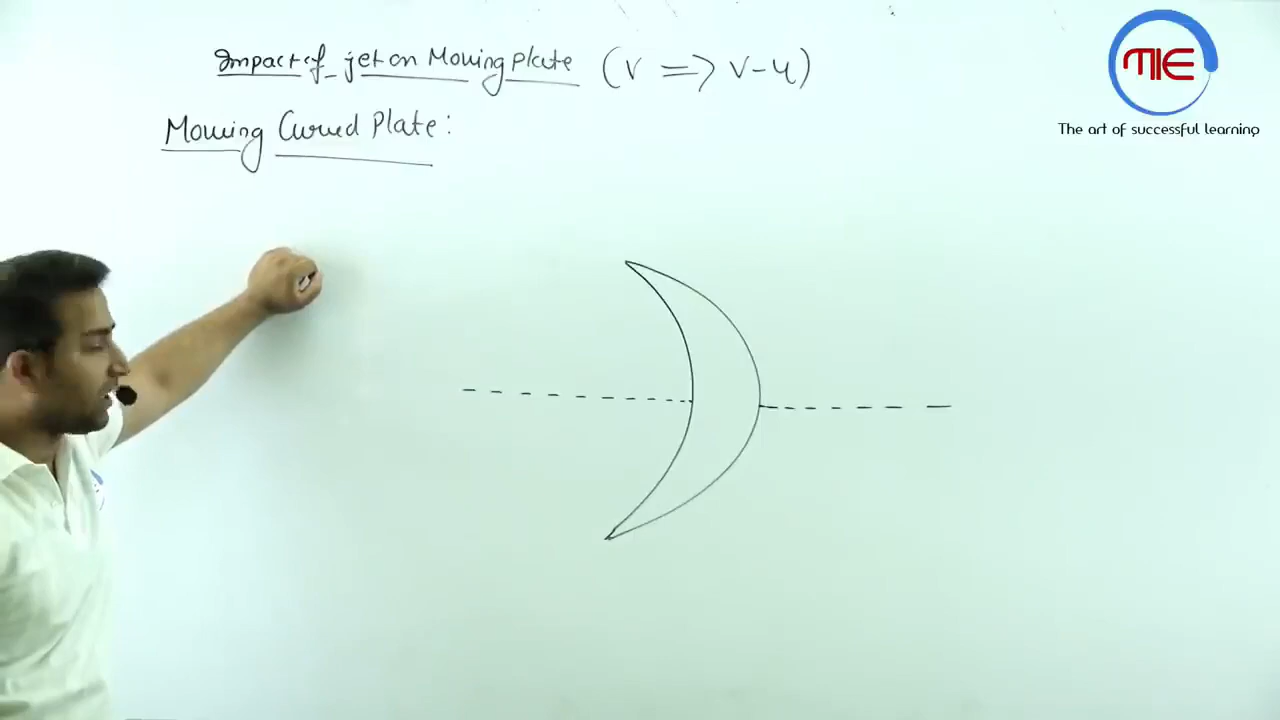 Impact of jet on Moving Plate (V => V-u)
MIE
The art of successful learning
Moving Curved Plate: